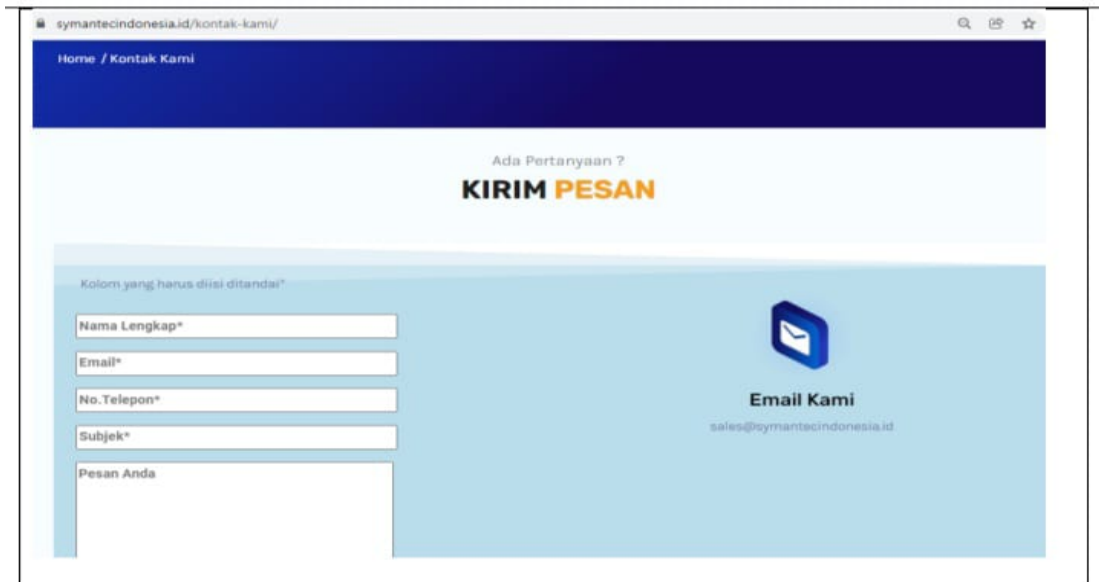 symantecindonesia.id/kontak-kami/
Home / Kontak Kami
Ada Pertanyaan ?
KIRIM PESAN
Kolom yang harus diisi ditandai*
Nama Lengkap*
Email*
No.Telepon*
Subjek*
Pesan Anda
Email Kami
sales@symantecindonesia.id